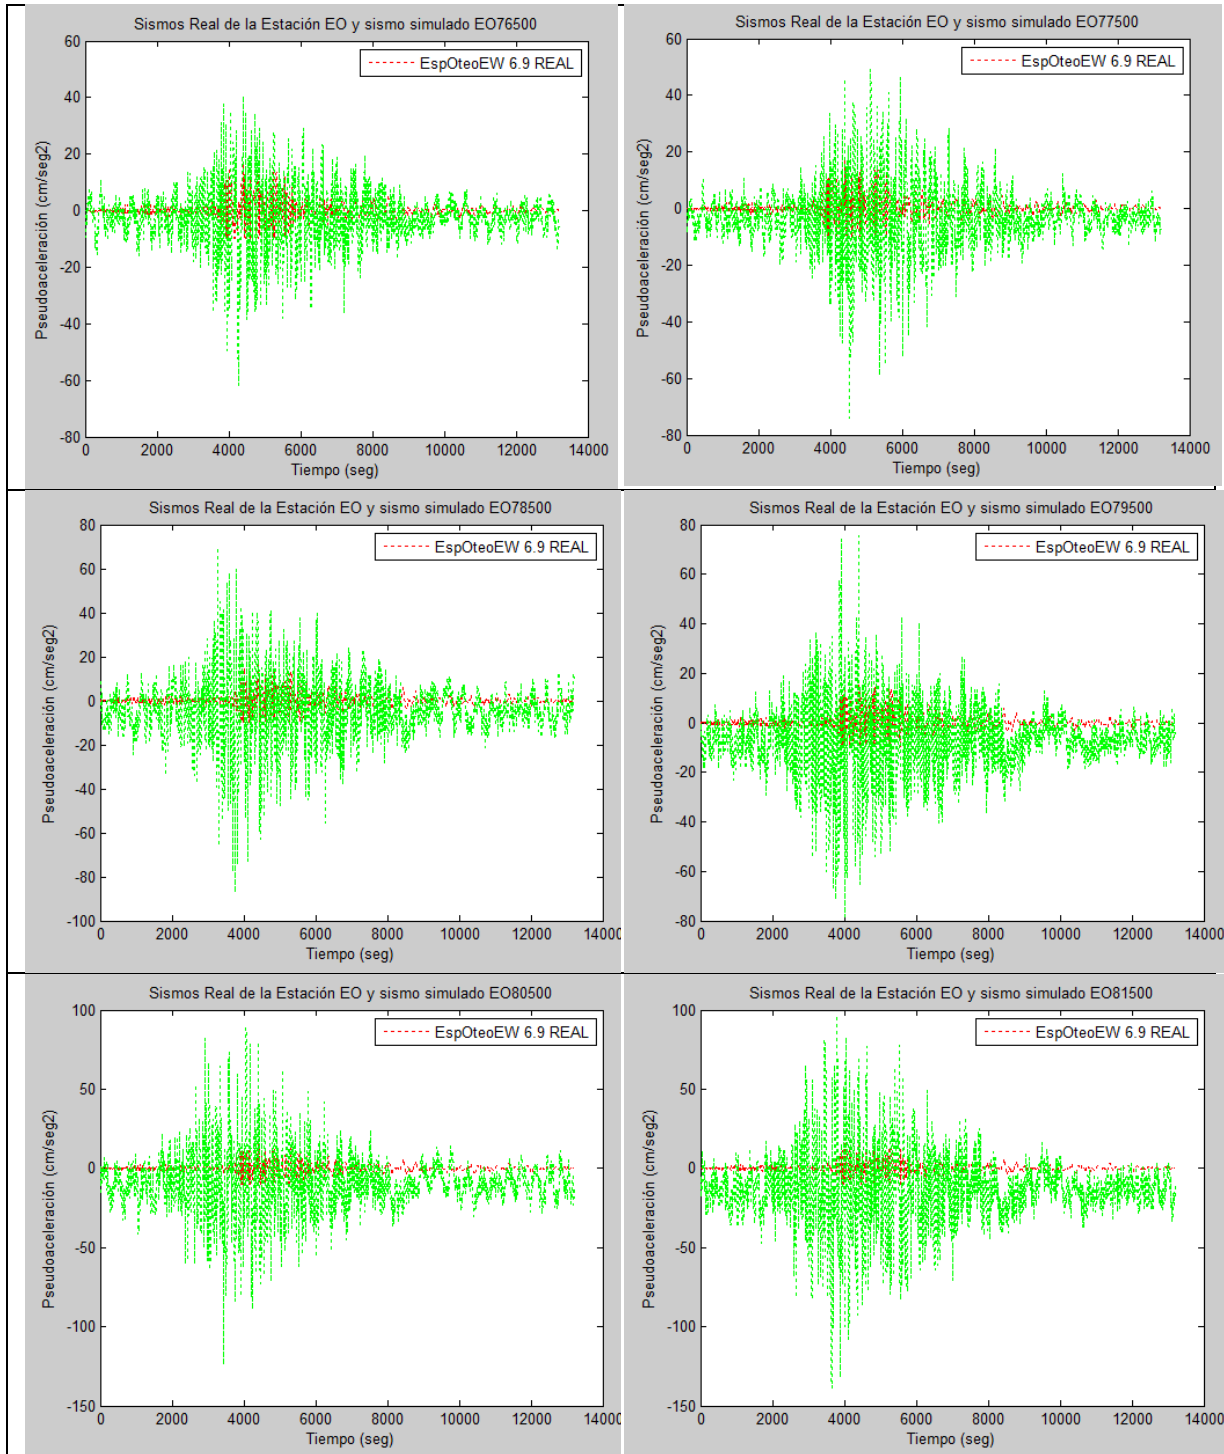 Sismos Real de la Estación EO y sismo simulado EO76500
EspOteoEW 6.9 REAL
Pseudoaceleración (cm/seg2)
60
40
20
0
-20
-40
-60
-80
0 2000 4000 6000 8000 10000 12000 14000
Tiempo (seg)
Sismos Real de la Estación EO y sismo simulado EO77500
EspOteoEW 6.9 REAL
Pseudoaceleración (cm/seg2)
60
40
20
0
-20
-40
-60
-80
0 2000 4000 6000 8000 10000 12000 14000
Tiempo (seg)
Sismos Real de la Estación EO y sismo simulado EO78500
EspOteoEW 6.9 REAL
Pseudoaceleración (cm/seg2)
80
60
40
20
0
-20
-40
-60
-80
-100
0 2000 4000 6000 8000 10000 12000 14000
Tiempo (seg)
Sismos Real de la Estación EO y sismo simulado EO79500
EspOteoEW 6.9 REAL
Pseudoaceleración (cm/seg2)
80
60
40
20
0
-20
-40
-60
-80
0 2000 4000 6000 8000 10000 12000 14000
Tiempo (seg)
Sismos Real de la Estación EO y sismo simulado EO80500
EspOteoEW 6.9 REAL
Pseudoaceleración (cm/seg2)
100
50
0
-50
-100
-150
0 2000 4000 6000 8000 10000 12000 14000
Tiempo (seg)
Sismos Real de la Estación EO y sismo simulado EO81500
EspOteoEW 6.9 REAL
Pseudoaceleración (cm/seg2)
100
50
0
-50
-100
-150
0 2000 4000 6000 8000 10000 12000 14000
Tiempo (seg)